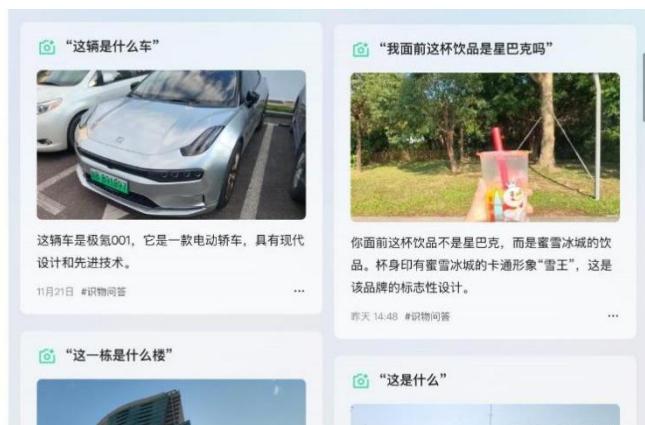 “这辆是什么车”
这辆车是极氪001，它是一款电动轿车，具有现代
设计和先进技术。
11月21日 #识物问答
“这一栋是什么楼”
“我面前这杯饮品是星巴克吗”
你面前这杯饮品不是星巴克，而是蜜雪冰城的饮
品。杯身印有蜜雪冰城的卡通形象“雪王”，这是
该品牌的标志性设计。
昨天 14:48 #识物问答
“这是什么”